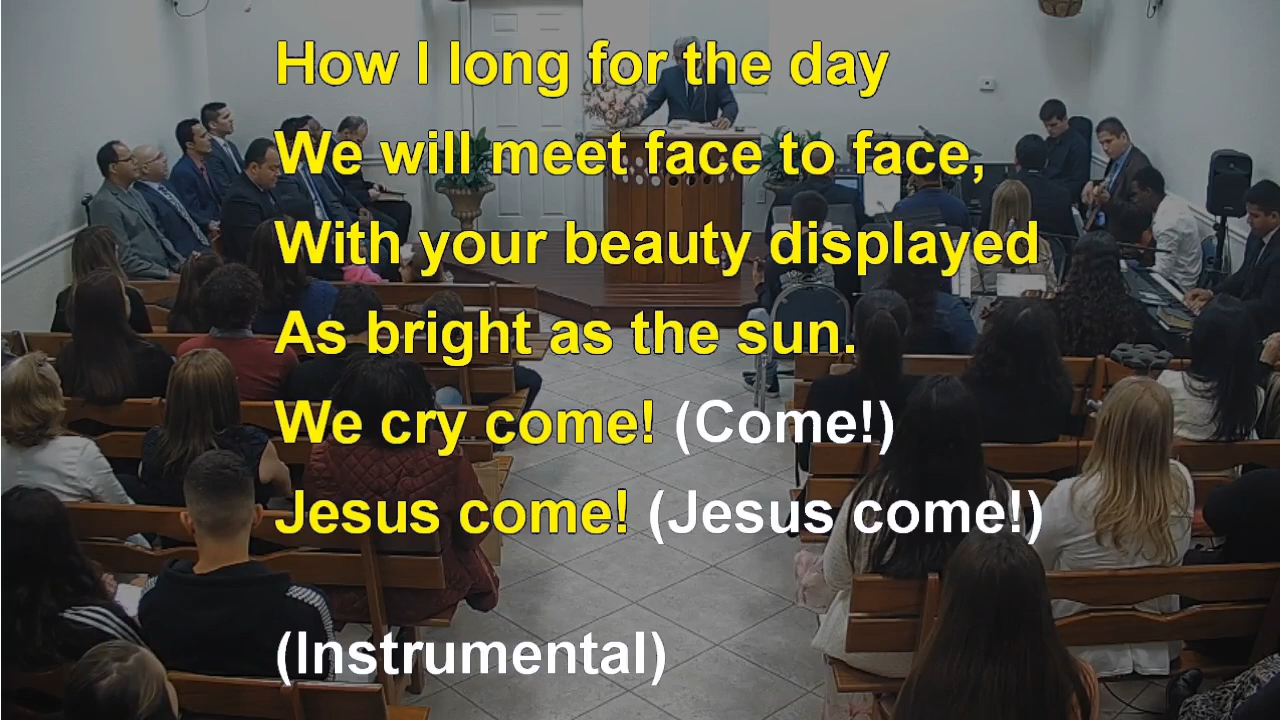 How I long for the day
We will meet face to face,
With your beauty displayed
As bright as the sun.
We cry come! (Come!)
Jesus come! (Jesus come!)
(Instrumental)